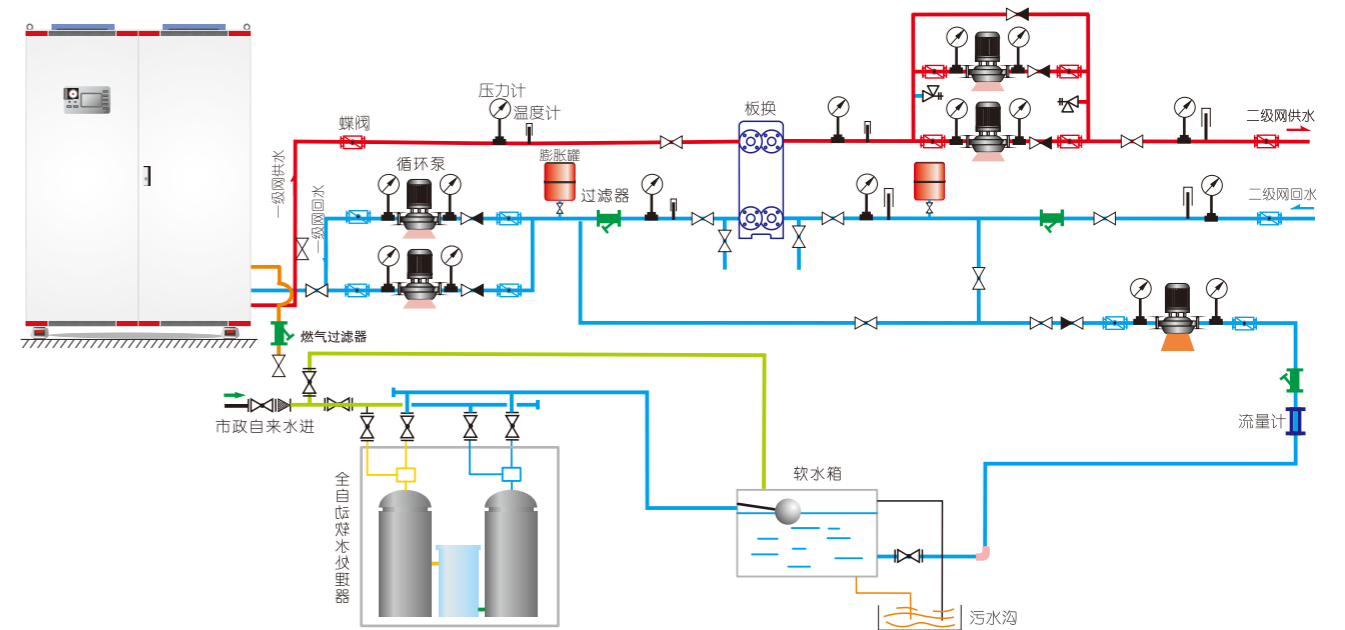 压力计
温度计
板换
蝶阀
二级网供水
一级网供水
循环泵
膨胀罐
过滤器
一级网回水
二级网回水
燃气过滤器
市政自来水进
流量计
全自动软水处理器
软水箱
污水沟